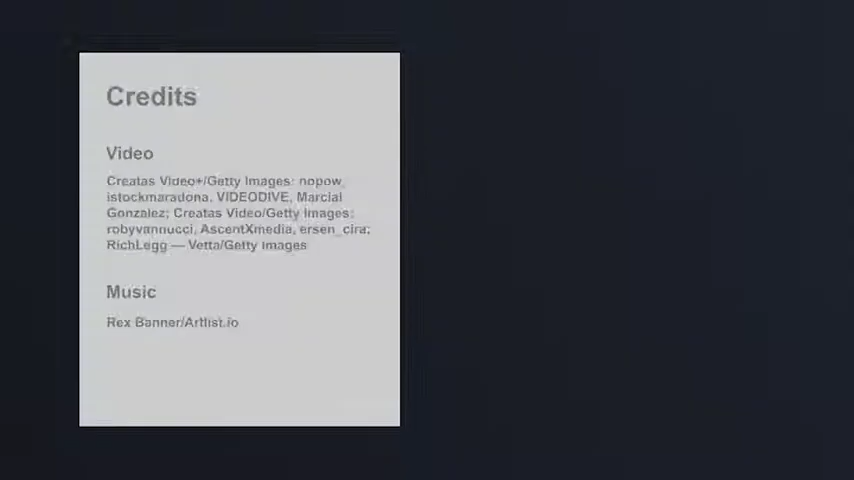 Credits
Video
Creatas Video+/Getty Images: nopow,
istockmaradona, VIDEODIVE, Marcial
Gonzalez; Creatas Video/Getty Images:
robyvannucci, AscentXmedia, ersen_cira;
RichLegg — Vetta/Getty Images
Music
Rex Banner/Artlist.io